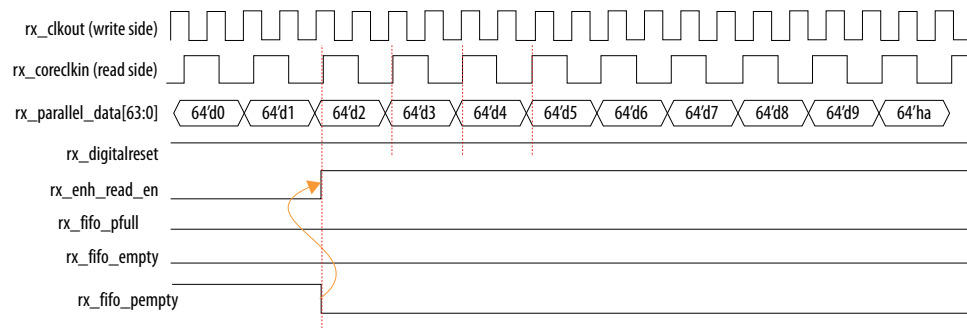 rx_clkout (write side)
rx_coreclkin (read side)
rx_parallel_data[63:0] 64'd0 64'd1 64'd2 64'd3 64'd4 64'd5 64'd6 64'd7 64'd8 64'd9 64'ha
rx_digitalreset
rx_enh_read_en
rx_fifo_pfull
rx_fifo_empty
rx_fifo_pempty